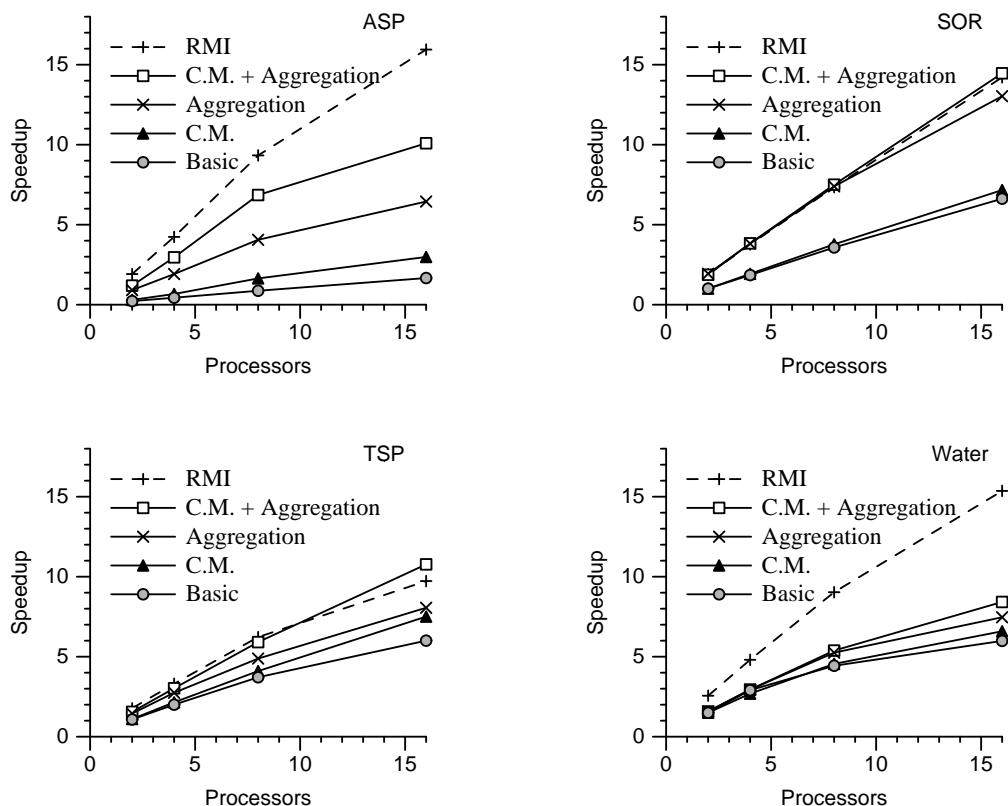 ASP
RMI
C.M. + Aggregation
Aggregation
C.M.
Basic
Speedup
15
10
5
0
0 5 10 15
Processors
SOR
RMI
C.M. + Aggregation
Aggregation
C.M.
Basic
Speedup
15
10
5
0
0 5 10 15
Processors
TSP
RMI
C.M. + Aggregation
Aggregation
C.M.
Basic
Speedup
15
10
5
0
0 5 10 15
Processors
Water
RMI
C.M. + Aggregation
Aggregation
C.M.
Basic
Speedup
15
10
5
0
0 5 10 15
Processors